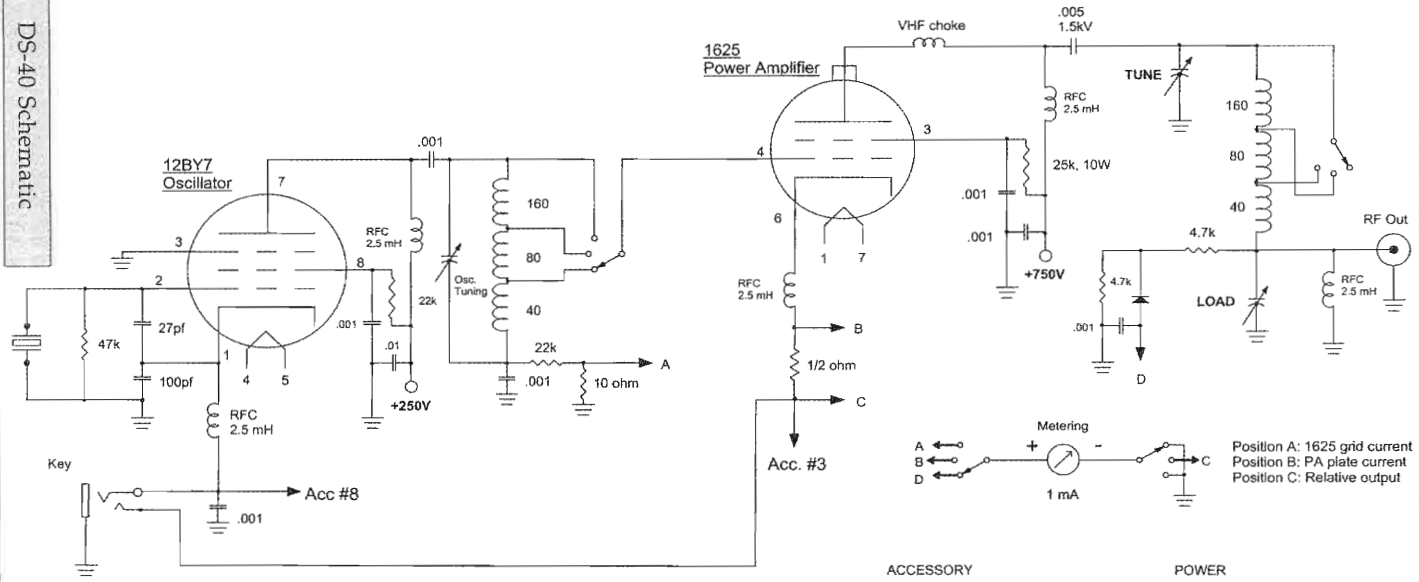 DS-40 Schematic
.005
1.5kV
VHF choke
1625
Power Amplifier
TUNE
RFC
2.5 mH
160
80
40
3
4
25k, 10W
.001
.001
+750V
6
1
7
RFC
2.5 mH
B
1/2 ohm
C
Acc. #3
RF Out
4.7k
4.7k
.001
D
LOAD
RFC
2.5 mH
12BY7
Oscillator
7
.001
3
2
8
RFC
2.5 mH
22k
.001
.01
+250V
Osc.
Tuning
160
80
40
22k
A
.001
10 ohm
47k
27pf
100pf
1
4
5
RFC
2.5 mH
Key
Acc #8
.001
Metering
A
B
D
+
-
1 mA
C
Position A: 1625 grid current
Position B: PA plate current
Position C: Relative output
ACCESSORY
POWER